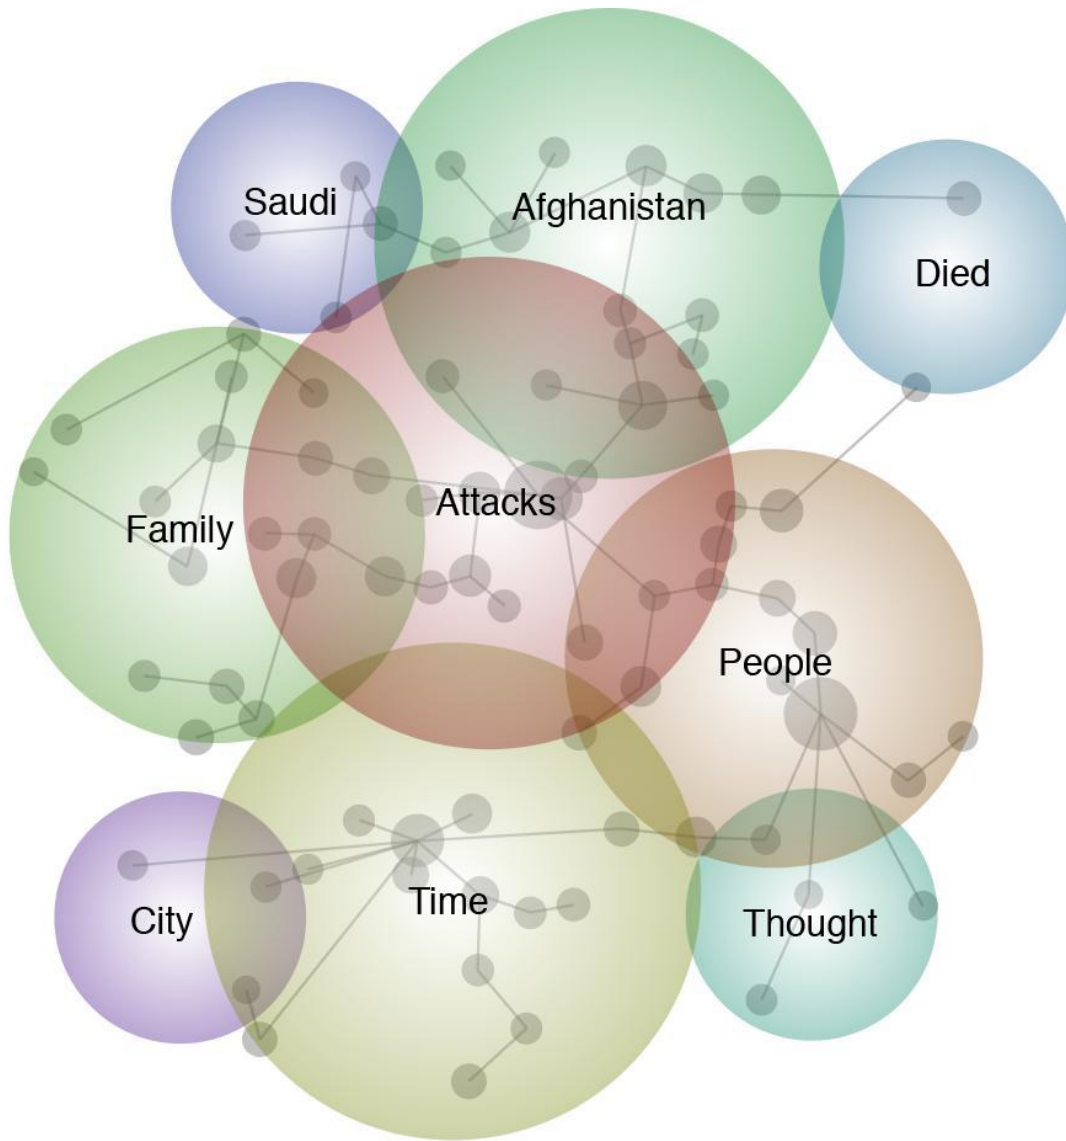 Saudi
Afghanistan
Died
Attacks
Family
People
Time
City
Thought